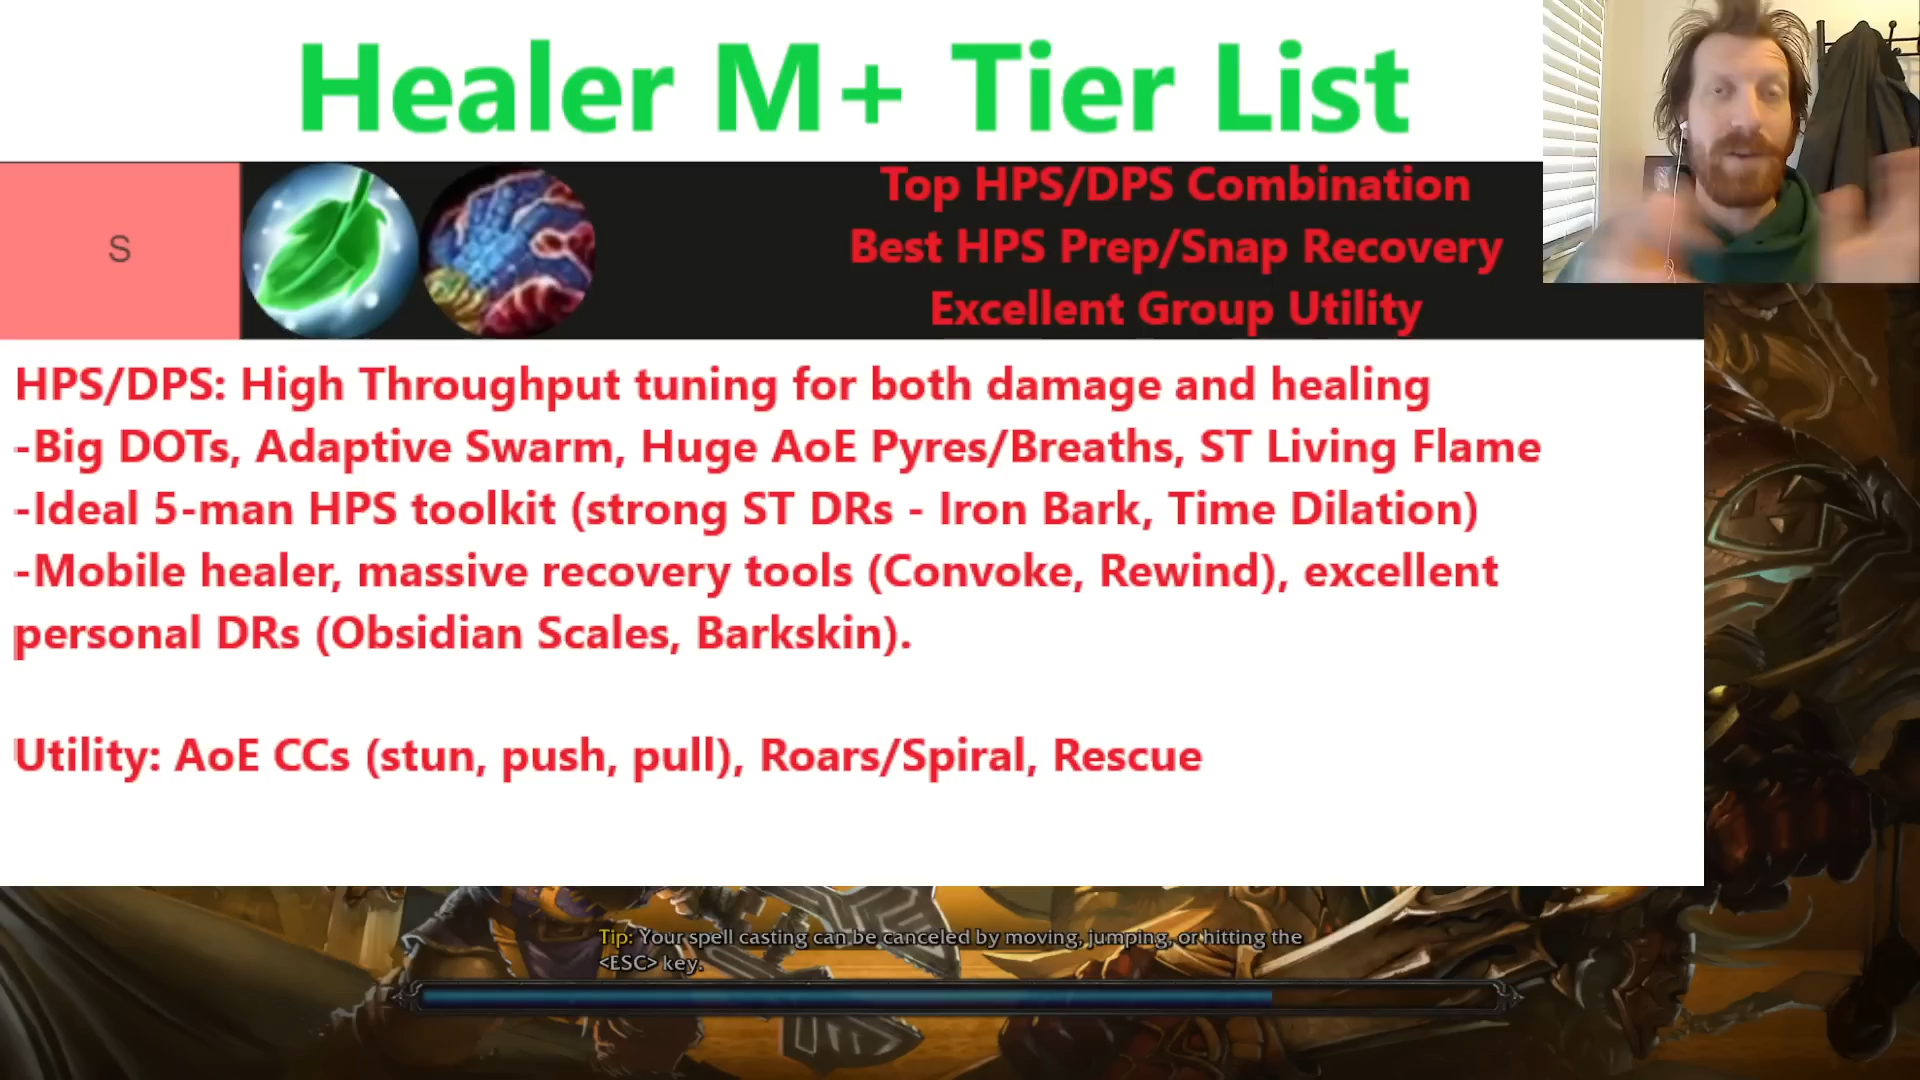 Healer M+ Tier List
S
Top HPS/DPS Combination
Best HPS Prep/Snap Recovery
Excellent Group Utility
HPS/DPS: High Throughput tuning for both damage and healing
-Big DOTs, Adaptive Swarm, Huge AoE Pyres/Breaths, ST Living Flame
-Ideal 5-man HPS toolkit (strong ST DRs - Iron Bark, Time Dilation)
-Mobile healer, massive recovery tools (Convoke, Rewind), excellent
personal DRs (Obsidian Scales, Barkskin).
Utility: AoE CCs (stun, push, pull), Roars/Spiral, Rescue
Tip: Your spell casting can be canceled by moving, jumping, or hitting the
<ESC> key.